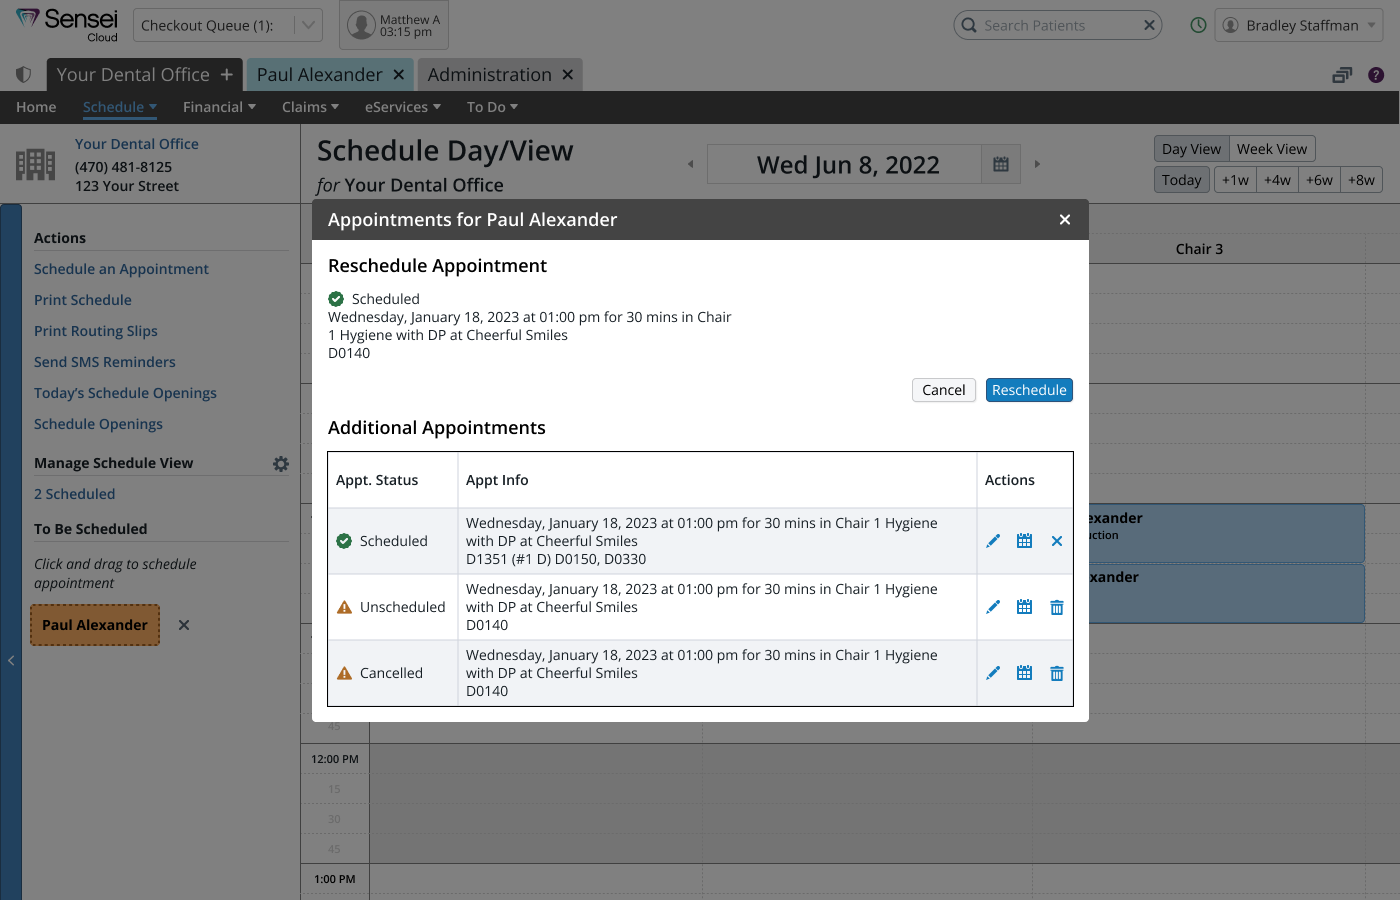 Sensei
Cloud
Checkout Queue (1):
Matthew A
03:15 pm
Search Patients
Bradley Staffman
Your Dental Office +
Paul Alexander
Administration
?
Home
Schedule
Financial
Claims
eServices
To Do
Your Dental Office
(470) 481-8125
123 Your Street
Schedule Day/View
for Your Dental Office
Wed Jun 8, 2022
Day View
Week View
Today
+1w
+4w
+6w
+8w
Actions
Schedule an Appointment
Print Schedule
Print Routing Slips
Send SMS Reminders
Today's Schedule Openings
Schedule Openings
Manage Schedule View
2 Scheduled
To Be Scheduled
Click and drag to schedule
appointment
Paul Alexander
Chair 3
Appointments for Paul Alexander
Reschedule Appointment
Scheduled
Wednesday, January 18, 2023 at 01:00 pm for 30 mins in Chair
1 Hygiene with DP at Cheerful Smiles
D0140
Cancel
Reschedule
Additional Appointments
Appt. Status
Appt Info
Actions
Scheduled
Wednesday, January 18, 2023 at 01:00 pm for 30 mins in Chair 1 Hygiene
with DP at Cheerful Smiles
D1351 (#1 D) D0150, D0330
Unscheduled
Wednesday, January 18, 2023 at 01:00 pm for 30 mins in Chair 1 Hygiene
with DP at Cheerful Smiles
D0140
Cancelled
Wednesday, January 18, 2023 at 01:00 pm for 30 mins in Chair 1 Hygiene
with DP at Cheerful Smiles
D0140
exander
uction
xander
45
12:00 PM
15
30
45
1:00 PM